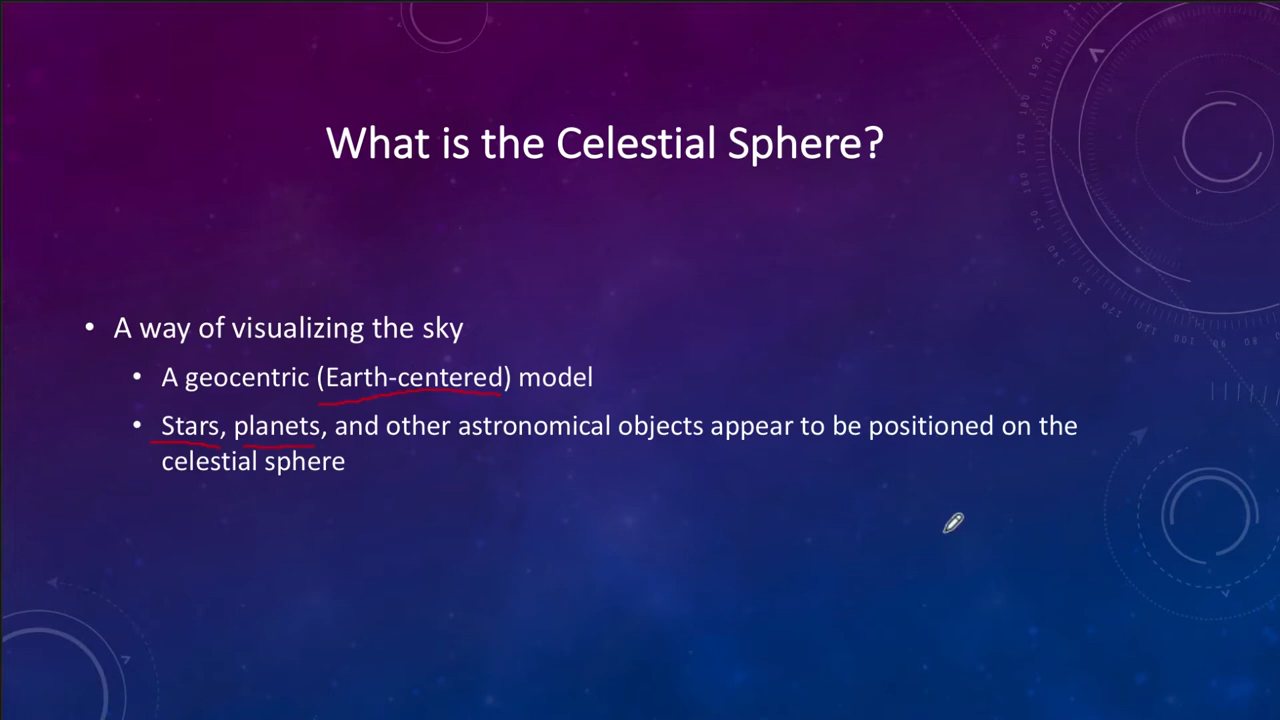 What is the Celestial Sphere?
• A way of visualizing the sky
• A geocentric (Earth-centered) model
• Stars, planets, and other astronomical objects appear to be positioned on the
celestial sphere